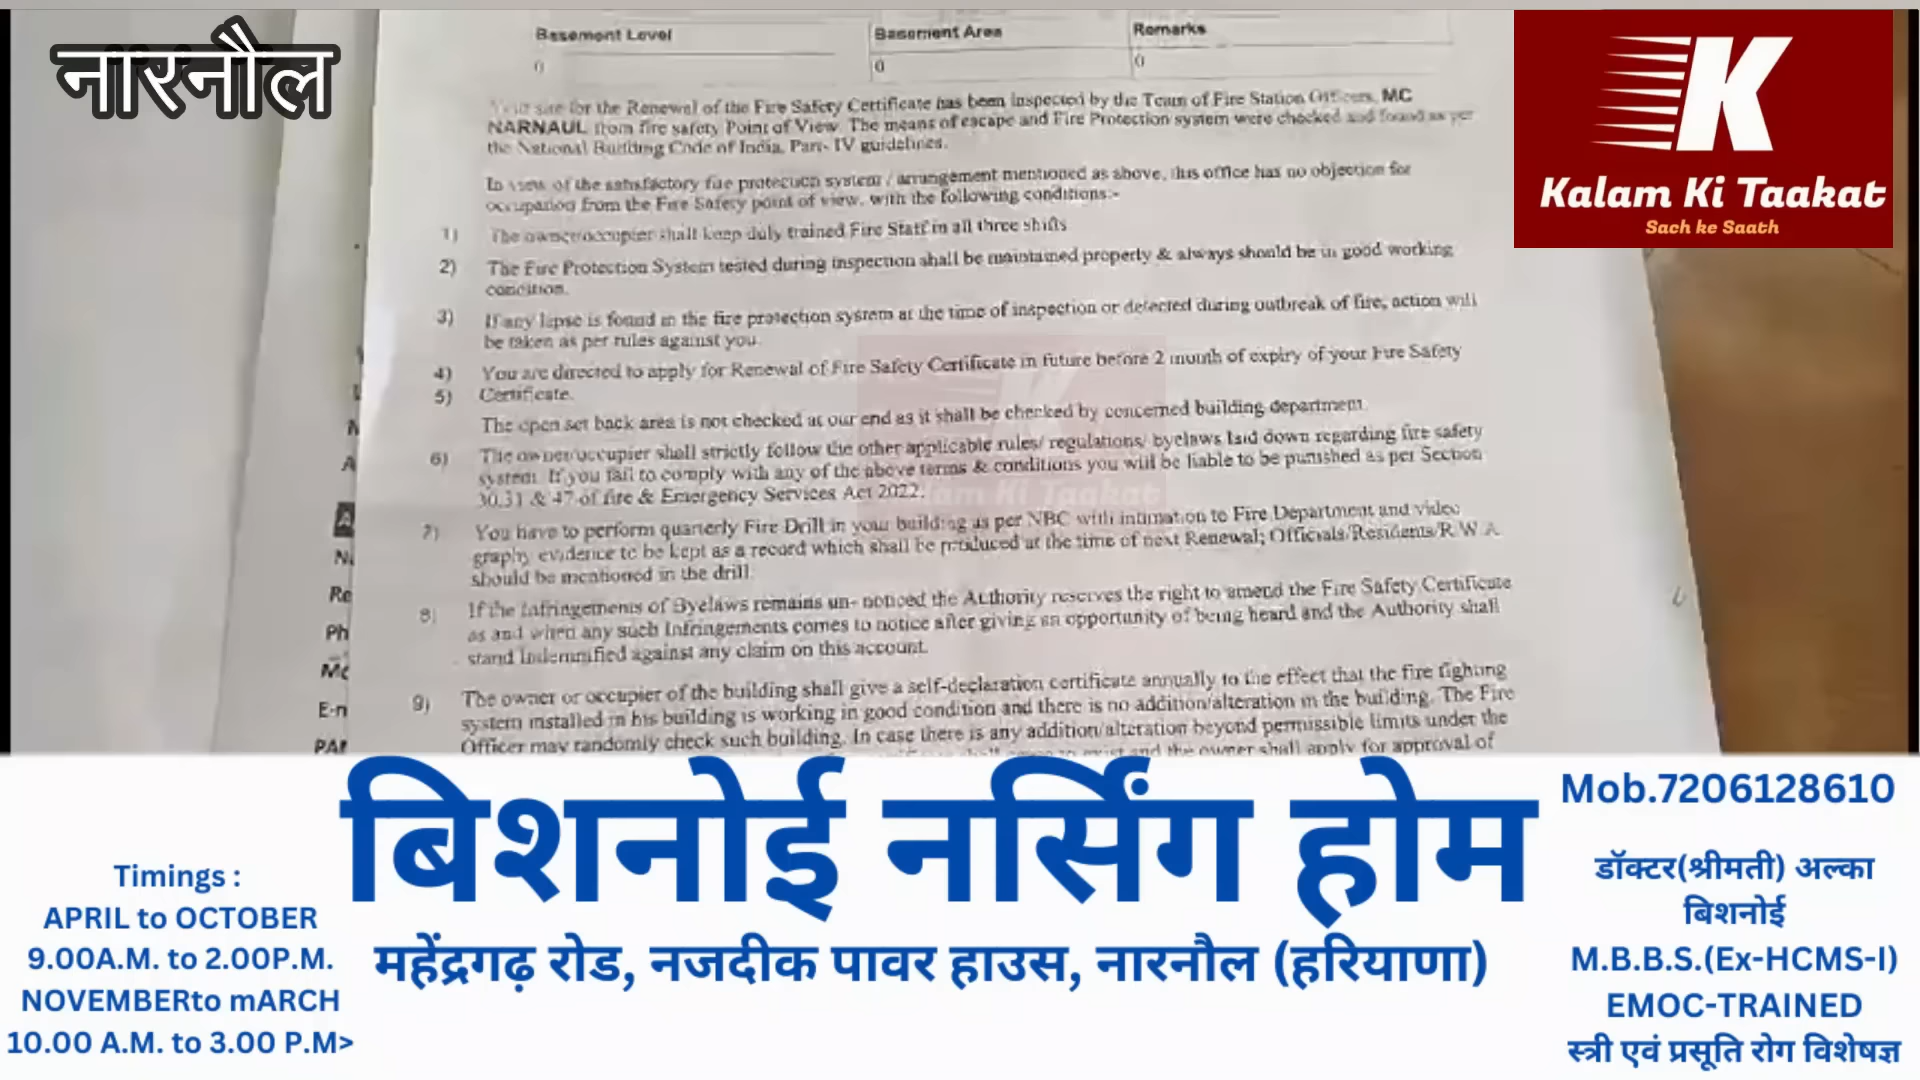 नारनौल
Basement Level Basement Area Remarks
0 0 0
K
Kalam Ki Taakat
Sach ke Saath
site for the Renewal of the Fire Safety Certificate has been inspected by the Team of Fire Station Officers, MC
NARNAUL from fire safety Point of View. The means of escape and Fire Protection system were checked and found as per
the National Building Code of India, Part- IV guidelines.
In view of the satisfactory fire protection system / arrangement mentioned as above, this office has no objection for
occupation from the Fire Safety point of view, with the following conditions:-
1) The owner/occupier shall keep duly trained Fire Staff in all three shifts
2) The Fire Protection System tested during inspection shall be maintained properly & always should be in good working
condition.
3) If any lapse is found in the fire protection system at the time of inspection or detected during outbreak of fire, action will
be taken as per rules against you
4) You are directed to apply for Renewal of Fire Safety Certificate in future before 2 month of expiry of your Fire Safety
5) Certificate.
The open set back area is not checked at our end as it shall be checked by concerned building department.
6) The owner/occupier shall strictly follow the other applicable rules/ regulations/ byelaws laid down regarding fire safety
system. If you fail to comply with any of the above terms & conditions you will be liable to be punished as per Section
30,31 & 47 of fire & Emergency Services Act 2022.
7) You have to perform quarterly Fire Drill in your building as per NBC with intimation to Fire Department and video
graphy evidence to be kept as a record which shall be produced at the time of next Renewal; Officials/Residents/R.W.A
should be mentioned in the drill.
8) If the Infringements of Byelaws remains un- noticed the Authority reserves the right to amend the Fire Safety Certificate
as and when any such Infringements comes to notice after giving an opportunity of being heard and the Authority shall
stand Indemnified against any claim on this account.
9) The owner or occupier of the building shall give a self-declaration certificate annually to the effect that the fire fighting
system installed in his building is working in good condition and there is no addition/alteration in the building. The Fire
Officer may randomly check such building. In case there is any addition/alteration beyond permissible limits under the
and the owner shall apply for approval of
Re
Ph
E-m
बिशनोई नर्सिंग होम
महेंद्रगढ़ रोड, नजदीक पावर हाउस, नारनौल (हरियाणा)
Timings :
APRIL to OCTOBER
9.00A.M. to 2.00P.M.
NOVEMBERto mARCH
10.00 A.M. to 3.00 P.M>
Mob.7206128610
डॉक्टर(श्रीमती) अल्का
बिशनोई
M.B.B.S.(Ex-HCMS-I)
EMOC-TRAINED
स्त्री एवं प्रसूति रोग विशेषज्ञ